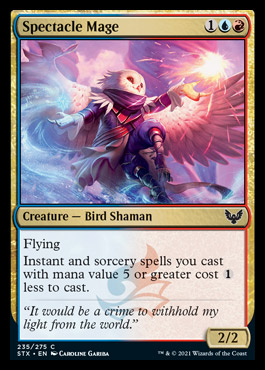 Spectacle Mage 1
Creature — Bird Shaman
Flying
Instant and sorcery spells you cast
with mana value 5 or greater cost 1
less to cast.
“It would be a crime to withhold my
light from the world.”
2/2
235/275 C
STX • EN Caroline Gariba
™ & © 2021 Wizards of the Coast